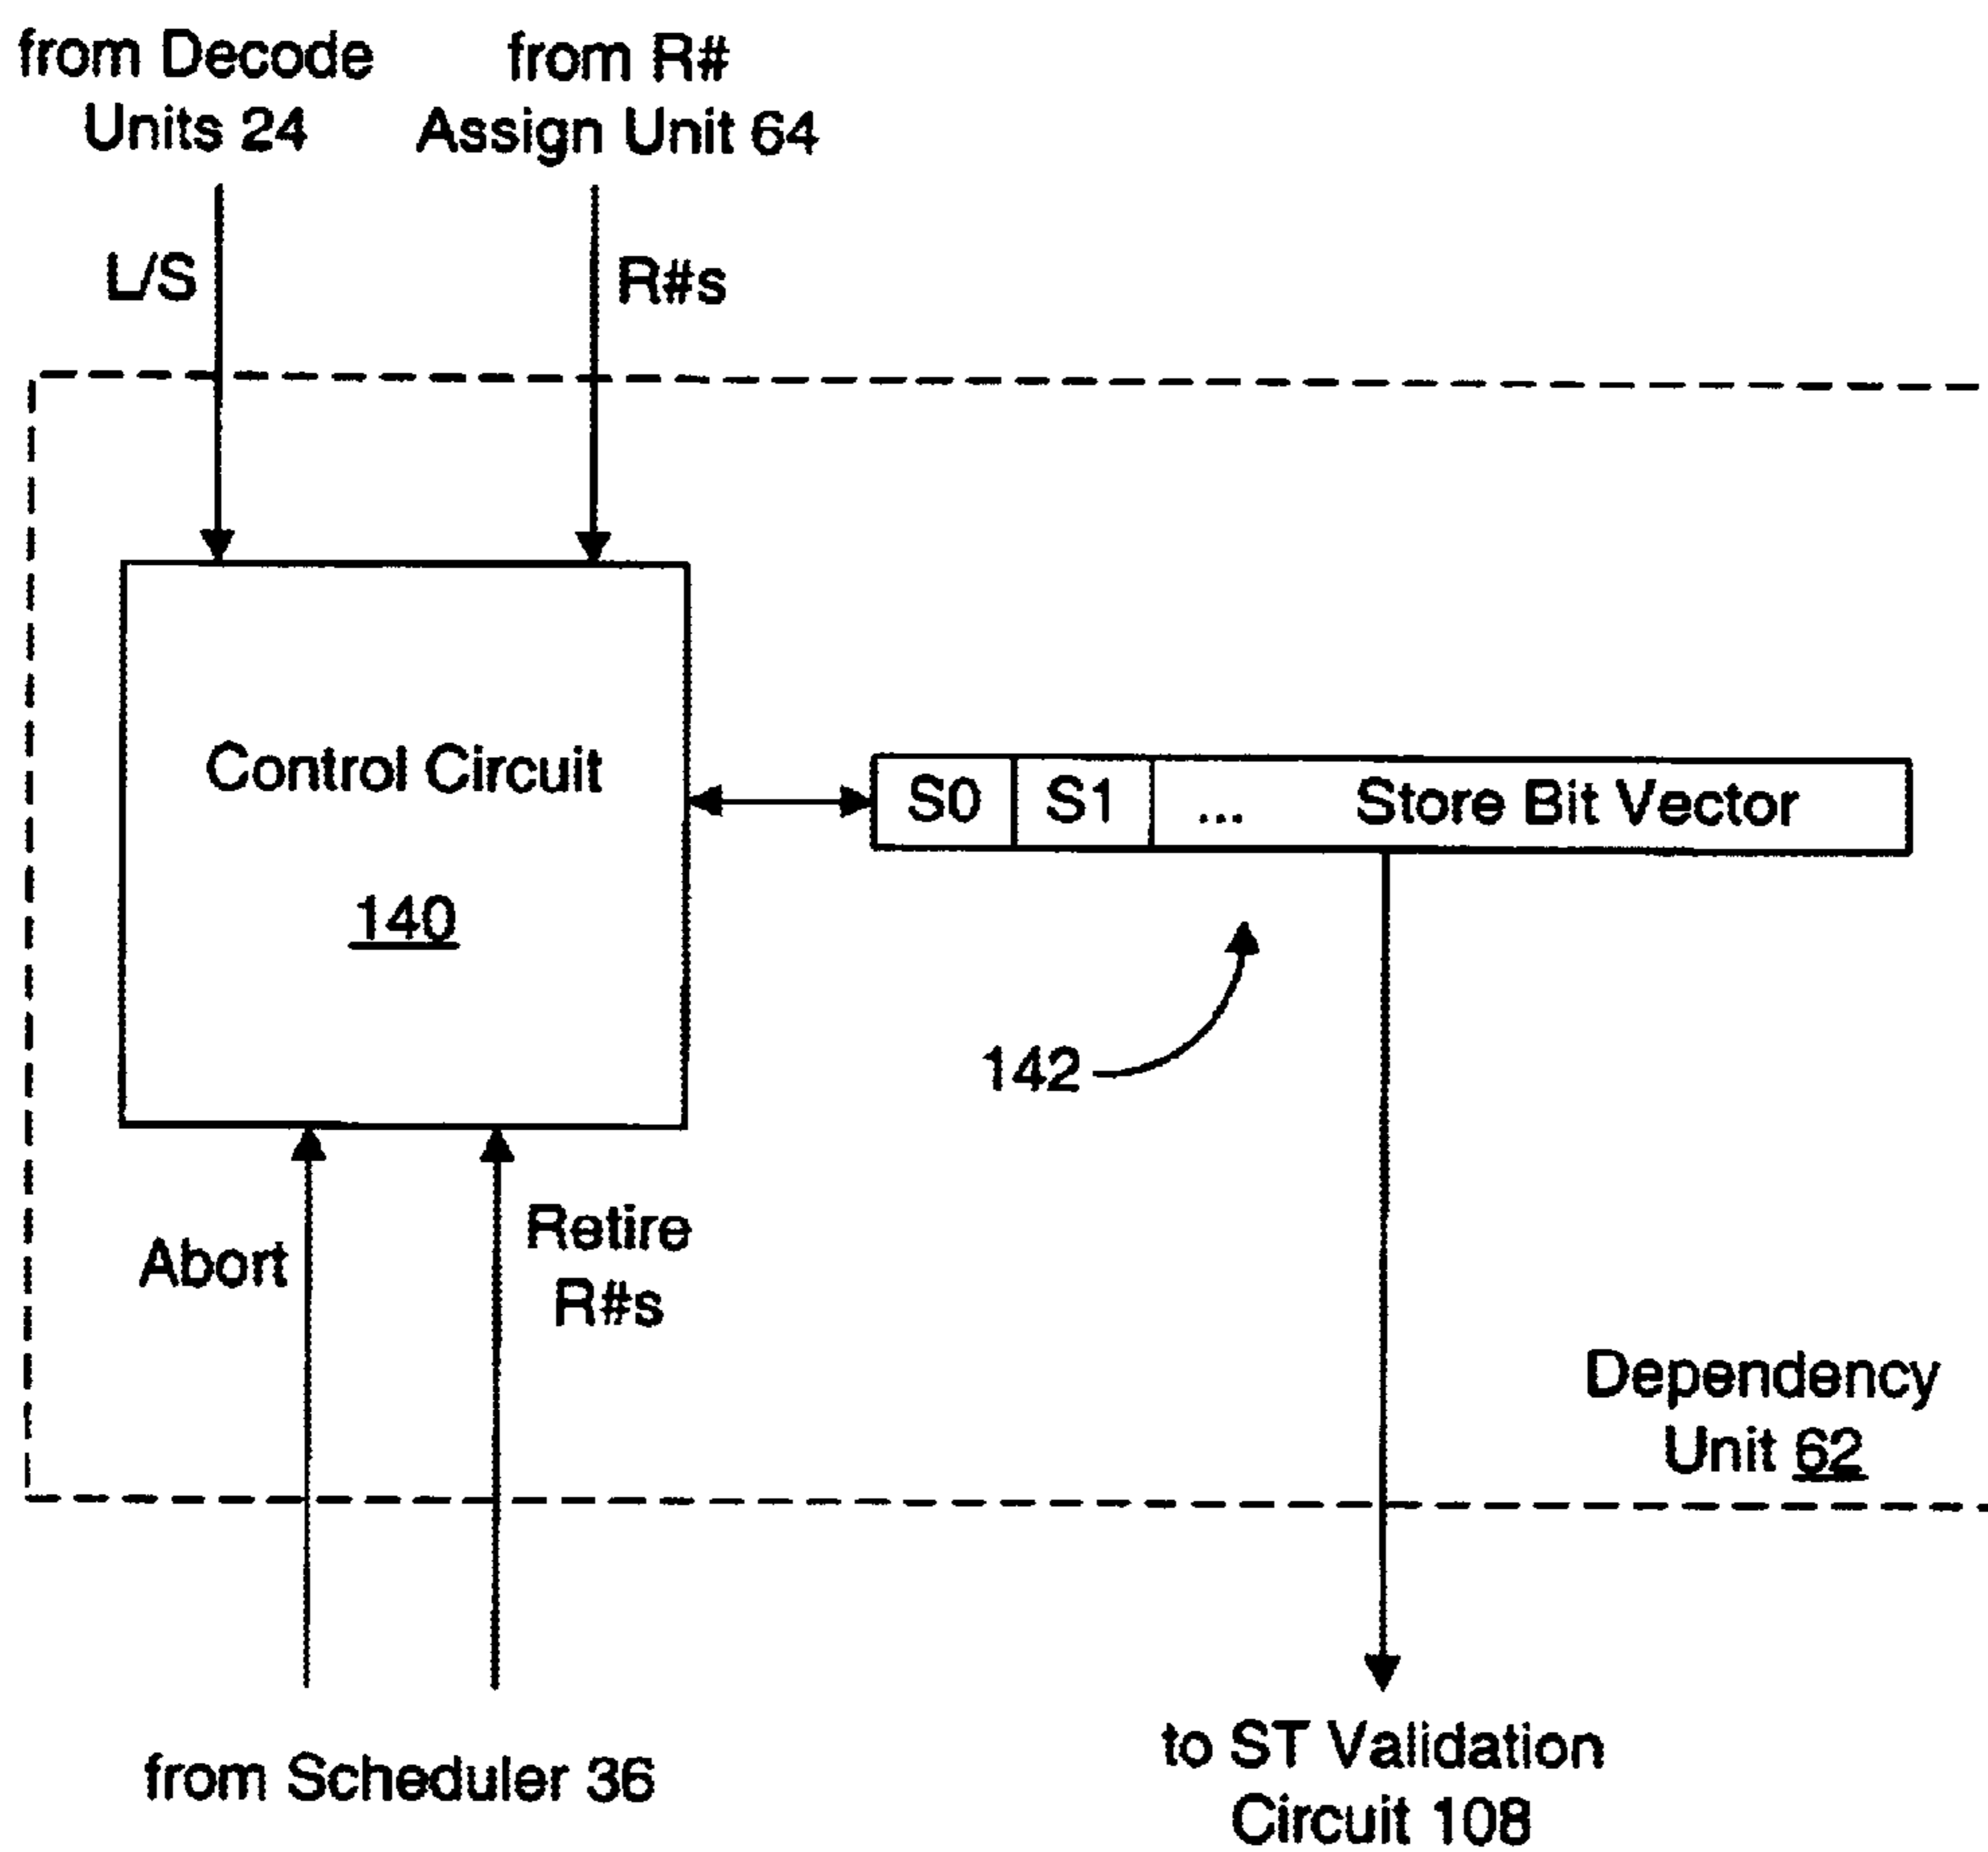 from Decode
Units 24
from R#
Assign Unit 64
L/S
R#s
Control Circuit
140
S0
S1
...
Store Bit Vector
142
Abort
Retire
R#s
Dependency
Unit 62
from Scheduler 36
to ST Validation
Circuit 108